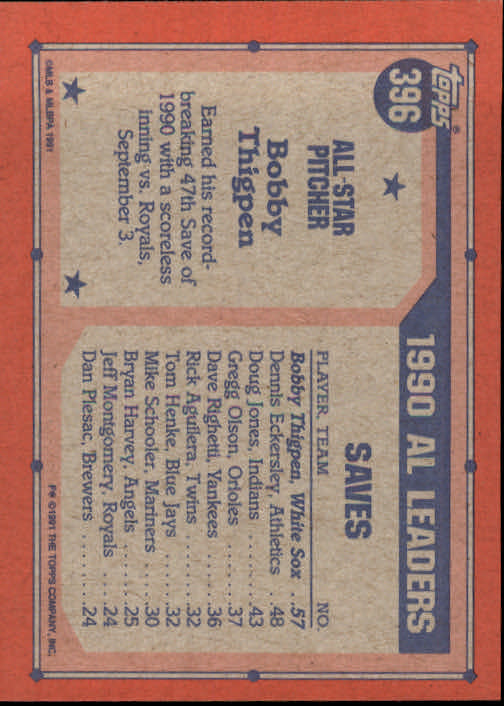 TOPPS®
396
1990 AL LEADERS
ALL-STAR
PITCHER
Bobby
Thigpen
Earned his record-
breaking 47th Save of
1990 with a scoreless
inning vs. Royals,
September 3.
SAVES
PLAYER, TEAM NO.
Bobby Thigpen, White Sox . . 57
Dennis Eckersley, Athletics . . 48
Doug Jones, Indians . . . . . . 43
Gregg Olson, Orioles . . . . . . 37
Dave Righetti, Yankees . . . . 36
Rick Aguilera, Twins . . . . . . 32
Tom Henke, Blue Jays . . . . . 32
Mike Schooler, Mariners . . . 30
Bryan Harvey, Angels . . . . . 25
Jeff Montgomery, Royals . . . 24
Dan Plesac, Brewers . . . . . . 24
©MLB & MLBPA 1991
F* ©1991 THE TOPPS COMPANY, INC.